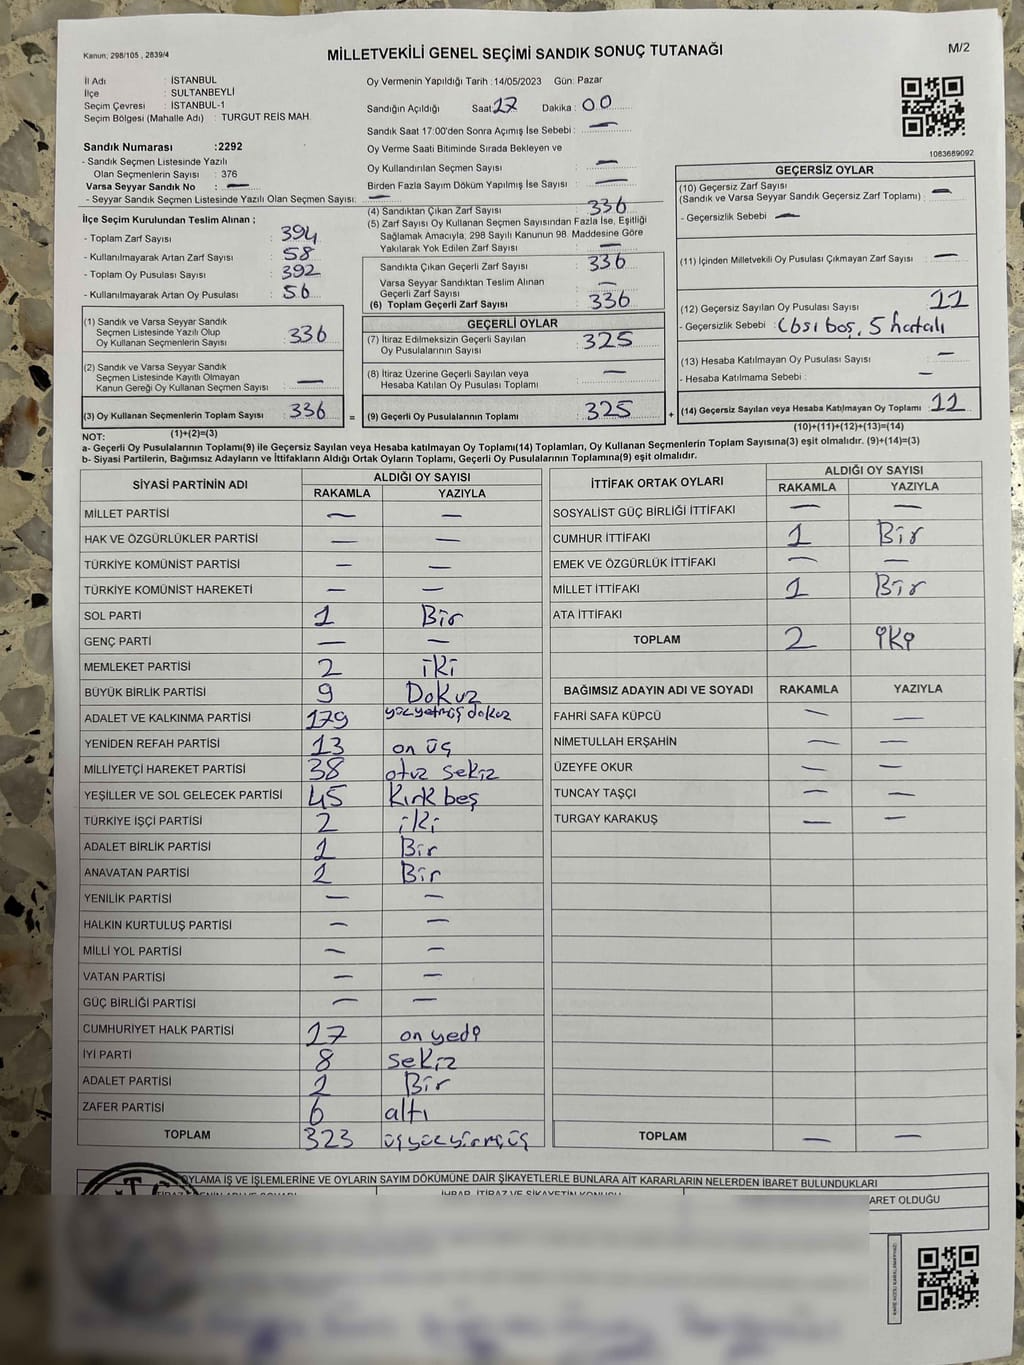 Kanun; 298/105 , 2839/4
MİLLETVEKİLİ GENEL SEÇİMİ SANDIK SONUÇ TUTANAĞI
M/2
İl Adı : İSTANBUL
İlçe : SULTANBEYLİ
Seçim Çevresi : İSTANBUL-1
Seçim Bölgesi (Mahalle Adı) : TURGUT REİS MAH.
Sandık Numarası :2292
- Sandık Seçmen Listesinde Yazılı
Olan Seçmenlerin Sayısı : 376
Varsa Seyyar Sandık No : —
- Seyyar Sandık Seçmen Listesinde Yazılı Olan Seçmen Sayısı: —
Oy Vermenin Yapıldığı Tarih : 14/05/2023 Gün: Pazar
Sandığın Açıldığı Saat: 17 Dakika : 00
Sandık Saat 17:00'den Sonra Açımış İse Sebebi : —
Oy Verme Saati Bitiminde Sırada Bekleyen ve
Oy Kullandırılan Seçmen Sayısı —
Birden Fazla Sayım Döküm Yapılmış İse Sayısı : —
1083689092
İlçe Seçim Kurulundan Teslim Alınan ;
- Toplam Zarf Sayısı : 394
- Kullanılmayarak Artan Zarf Sayısı : 58
- Toplam Oy Pusulası Sayısı : 392
- Kullanılmayarak Artan Oy Pusulası : 56
(4) Sandıktan Çıkan Zarf Sayısı : 336
(5) Zarf Sayısı Oy Kullanan Seçmen Sayısından Fazla İse, Eşitliği
Sağlamak Amacıyla, 298 Sayılı Kanunun 98. Maddesine Göre
Yakılarak Yok Edilen Zarf Sayısı : —
Sandıkta Çıkan Geçerli Zarf Sayısı : 336
Varsa Seyyar Sandıktan Teslim Alınan
Geçerli Zarf Sayısı : —
(6) Toplam Geçerli Zarf Sayısı : 336
GEÇERSİZ OYLAR
(10) Geçersiz Zarf Sayısı
(Sandık ve Varsa Seyyar Sandık Geçersiz Zarf Toplamı) : —
- Geçersizlik Sebebi : —
(11) İçinden Milletvekili Oy Pusulası Çıkmayan Zarf Sayısı : —
(12) Geçersiz Sayılan Oy Pusulası Sayısı : 11
- Geçersizlik Sebebi : boş, 5 hatalı
(13) Hesaba Katılmayan Oy Pusulası Sayısı : —
- Hesaba Katılmama Sebebi : —
(14) Geçersiz Sayılan veya Hesaba Katılmayan Oy Toplamı : 11
(10)+(11)+(12)+(13)=(14)
(1) Sandık ve Varsa Seyyar Sandık
Seçmen Listesinde Yazılı Olup
Oy Kullanan Seçmenlerin Sayısı : 336
(2) Sandık ve Varsa Seyyar Sandık
Seçmen Listesinde Kayıtlı Olmayan
Kanun Gereği Oy Kullanan Seçmen Sayısı : —
(3) Oy Kullanan Seçmenlerin Toplam Sayısı : 336 =
(1)+(2)=(3)
GEÇERLİ OYLAR
(7) İtiraz Edilmeksizin Geçerli Sayılan
Oy Pusulalarının Sayısı : 325
(8) İtiraz Üzerine Geçerli Sayılan veya
Hesaba Katılan Oy Pusulası Toplamı : —
(9) Geçerli Oy Pusulalarının Toplamı : 325 +
NOT:
a- Geçerli Oy Pusulalarının Toplamı(9) ile Geçersiz Sayılan veya Hesaba katılmayan Oy Toplamı(14) Toplamları, Oy Kullanan Seçmenlerin Toplam Sayısına(3) eşit olmalıdır. (9)+(14)=(3)
b- Siyasi Partilerin, Bağımsız Adayların ve İttifakların Aldığı Ortak Oyların Toplamı, Geçerli Oy Pusulalarının Toplamına(9) eşit olmalıdır.
SİYASİ PARTİNİN ADI ALDIĞI OY SAYISI
RAKAMLA YAZIYLA
MİLLET PARTİSİ — —
HAK VE ÖZGÜRLÜKLER PARTİSİ — —
TÜRKİYE KOMÜNİST PARTİSİ — —
TÜRKİYE KOMÜNİST HAREKETİ — —
SOL PARTİ 1 Bir
GENÇ PARTİ — —
MEMLEKET PARTİSİ 2 iki
BÜYÜK BİRLİK PARTİSİ 9 Dokuz
ADALET VE KALKINMA PARTİSİ 179 yüzyetmiş dokuz
YENİDEN REFAH PARTİSİ 13 on üç
MİLLİYETÇİ HAREKET PARTİSİ 38 otuz sekiz
YEŞİLLER VE SOL GELECEK PARTİSİ 45 Kırk beş
TÜRKİYE İŞÇİ PARTİSİ 2 iki
ADALET BİRLİK PARTİSİ 1 Bir
ANAVATAN PARTİSİ 1 Bir
YENİLİK PARTİSİ — —
HALKIN KURTULUŞ PARTİSİ — —
MİLLİ YOL PARTİSİ — —
VATAN PARTİSİ — —
GÜÇ BİRLİĞİ PARTİSİ — —
CUMHURİYET HALK PARTİSİ 17 on yedi
İYİ PARTİ 8 sekiz
ADALET PARTİSİ 1 Bir
ZAFER PARTİSİ 6 altı
TOPLAM 323
İTTİFAK ORTAK OYLARI ALDIĞI OY SAYISI
RAKAMLA YAZIYLA
SOSYALİST GÜÇ BİRLİĞİ İTTİFAKI — —
CUMHUR İTTİFAKI 1 Bir
EMEK VE ÖZGÜRLÜK İTTİFAKI — —
MİLLET İTTİFAKI 1 Bir
ATA İTTİFAKI
TOPLAM 2 iki
BAĞIMSIZ ADAYIN ADI VE SOYADI RAKAMLA YAZIYLA
FAHRİ SAFA KÜPCÜ — —
NİMETULLAH ERŞAHİN — —
ÜZEYFE OKUR — —
TUNCAY TAŞÇI — —
TURGAY KARAKUŞ — —
TOPLAM — —
OYLAMA İŞ VE İŞLEMLERİNE VE OYLARIN SAYIM DÖKÜMÜNE DAİR ŞİKAYETLERLE BUNLARA AİT KARARLARIN NELERDEN İBARET BULUNDUKLARI
İHBAR, İTİRAZ VE ŞİKAYETİN KONUSU
ARET OLDUĞU
T.C